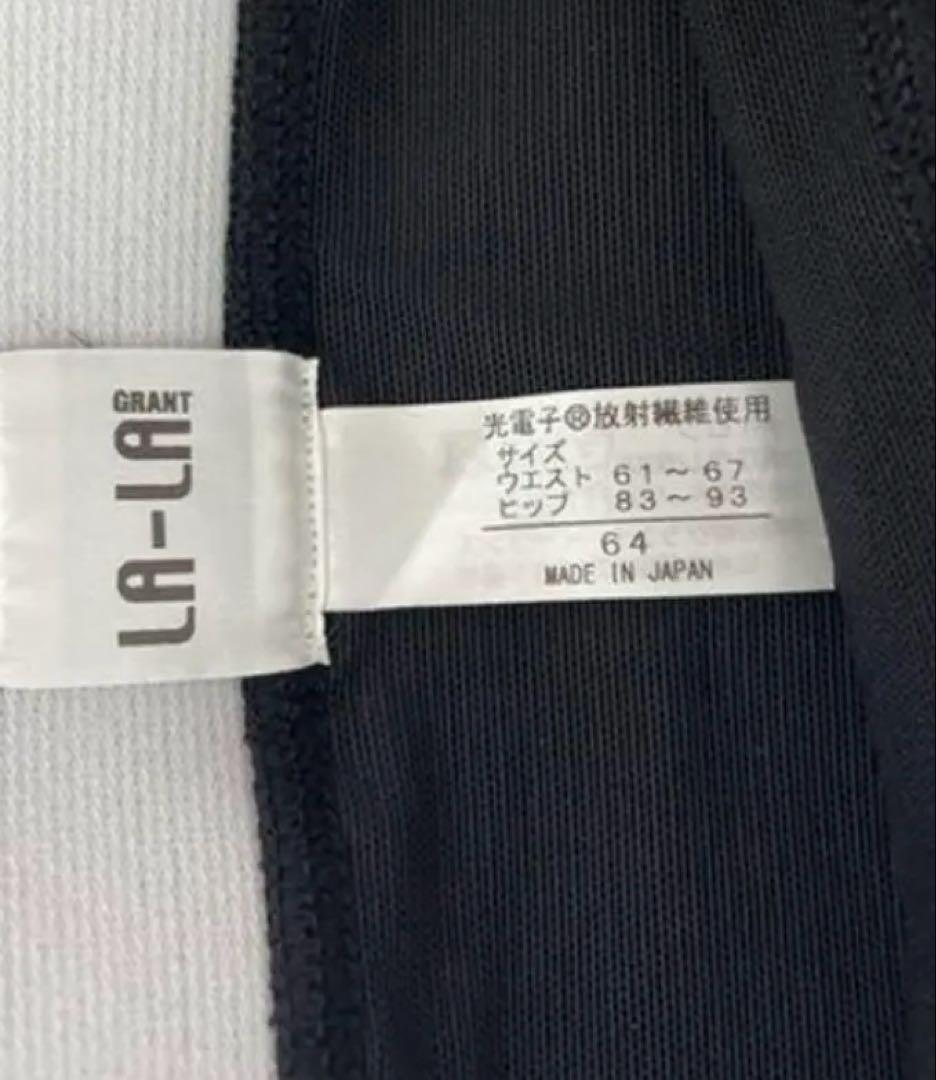 GRANT
LA-LA
光電子®放射繊維使用
サイズ
ウエスト 61～67
ヒップ 83～93
64
MADE IN JAPAN